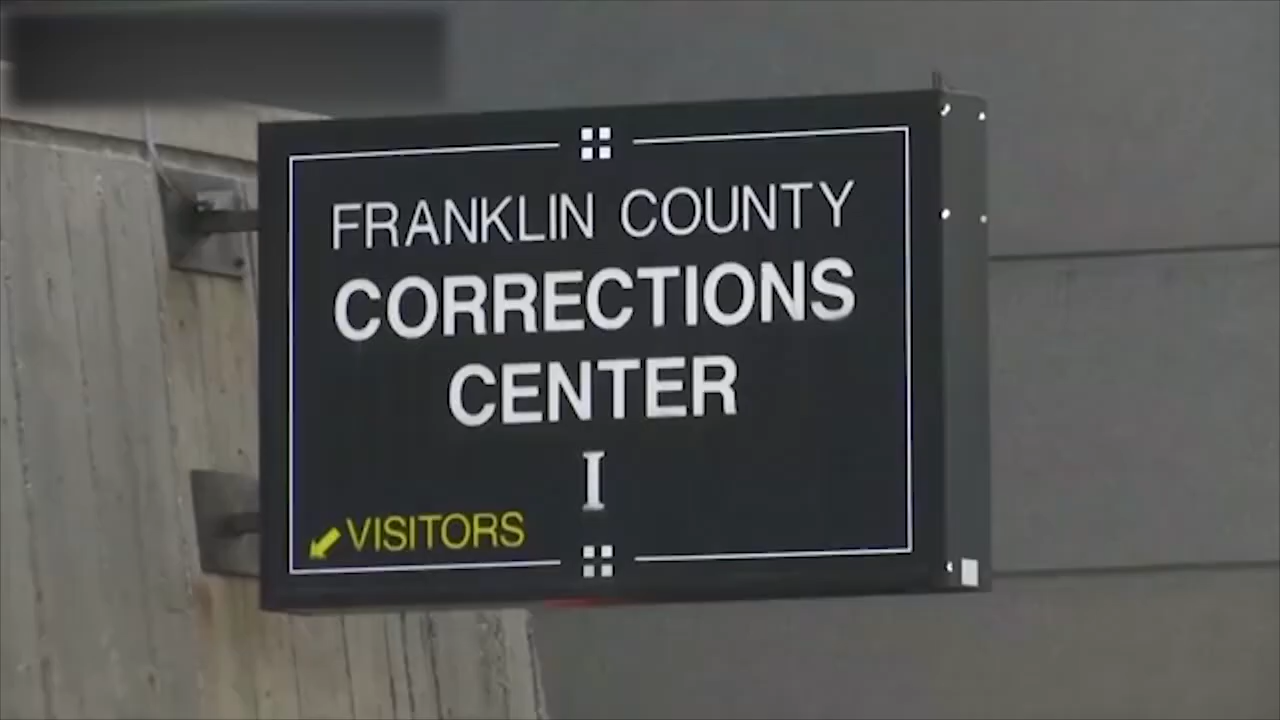 FRANKLIN COUNTY
CORRECTIONS
CENTER
I
VISITORS